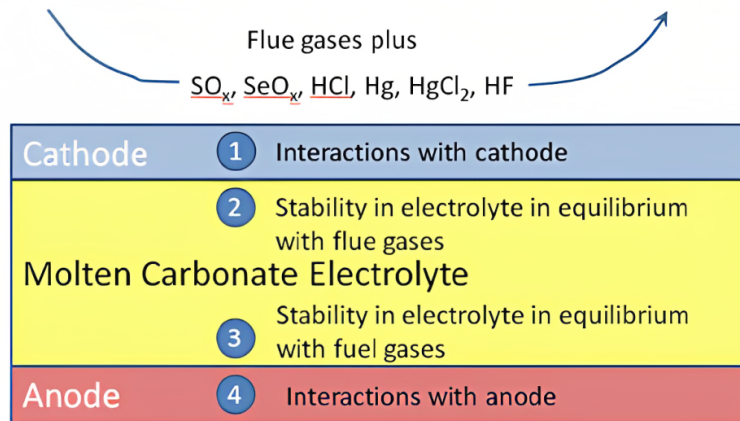 Flue gases plus
SOx, SeOx, HCl, Hg, HgCl2, HF
Cathode 1 Interactions with cathode
2 Stability in electrolyte in equilibrium
with flue gases
Molten Carbonate Electrolyte
3 Stability in electrolyte in equilibrium
with fuel gases
Anode 4 Interactions with anode